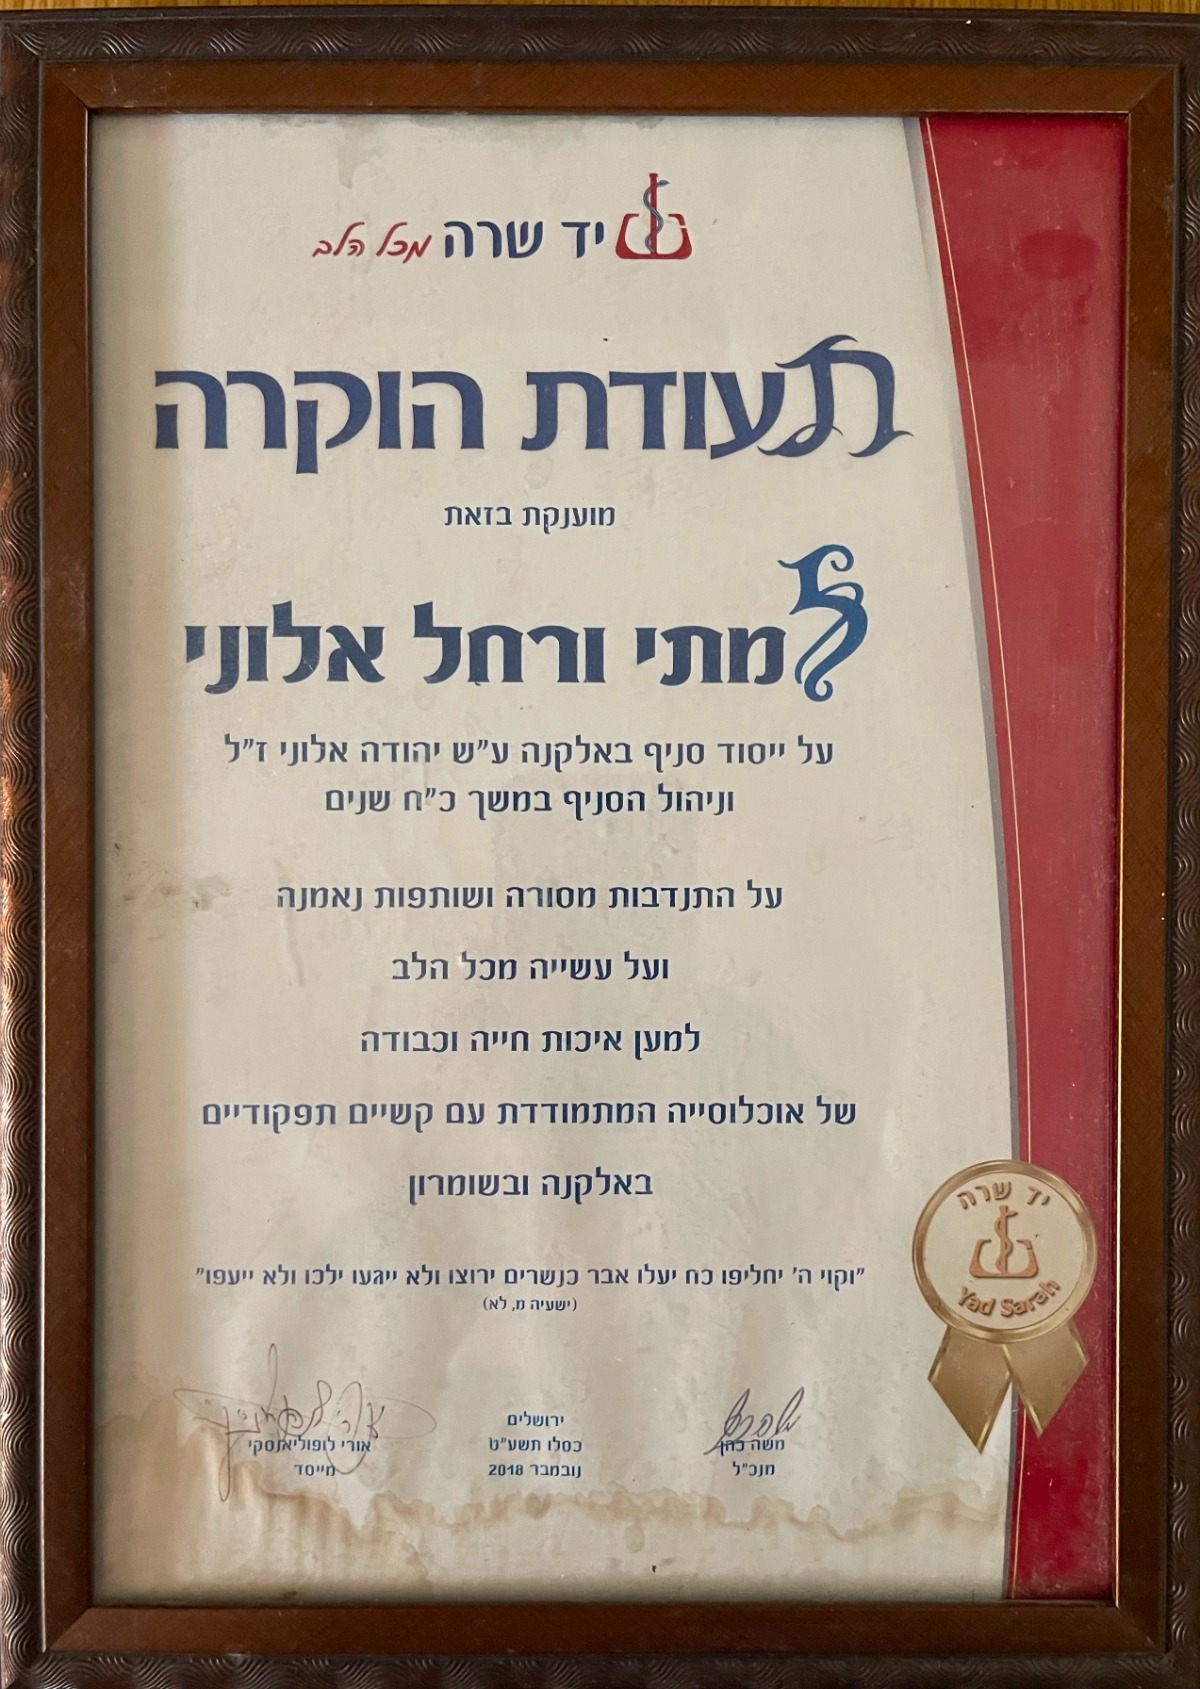 יד שרה מכל הלב
תעודת הוקרה
מוענקת בזאת
למתי ורחל אלוני
על ייסוד סניף באלקנה ע"ש יהודה אלוני ז"ל
וניהול הסניף במשך כ"ח שנים
על התנדבות מסורה ושותפות נאמנה
ועל עשייה מכל הלב
למען איכות חייה וכבודה
של אוכלוסייה המתמודדת עם קשיים תפקודיים
באלקנה ובשומרון
יד שרה
Yad Sarah
"וקוי ה' יחליפו כח יעלו אבר כנשרים ירוצו ולא ייגעו ילכו ולא ייעפו"
(ישעיה מ, לא)
משה כהן
מנכ"ל
ירושלים
כסלו תשע"ט
נובמבר 2018
אורי לופוליאנסקי
מייסד